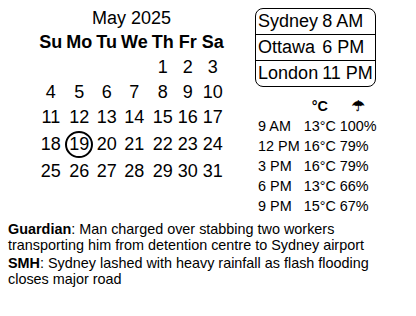 May 2025
Su Mo Tu We Th Fr Sa
1 2 3
4 5 6 7 8 9 10
11 12 13 14 15 16 17
18 19 20 21 22 23 24
25 26 27 28 29 30 31
Sydney 8 AM
Ottawa 6 PM
London 11 PM
°C ☂
9 AM 13°C 100%
12 PM 16°C 79%
3 PM 16°C 79%
6 PM 13°C 66%
9 PM 15°C 67%
Guardian: Man charged over stabbing two workers
transporting him from detention centre to Sydney airport
SMH: Sydney lashed with heavy rainfall as flash flooding
closes major road